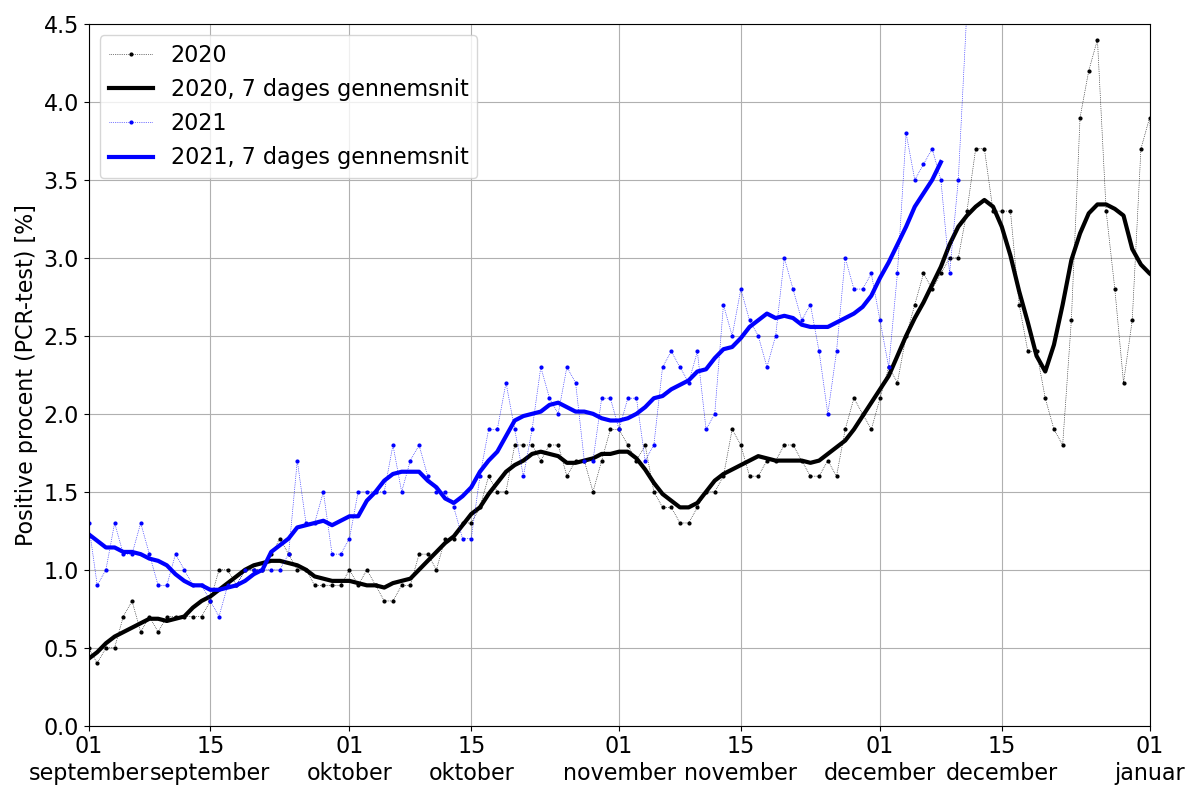 4.5
4.0
3.5
3.0
2.5
2.0
1.5
1.0
0.5
0.0
Positive procent (PCR-test) [%]
2020
2020, 7 dages gennemsnit
2021
2021, 7 dages gennemsnit
01 15 01 15 01 15 01 15 01
september september oktober oktober november november december december januar